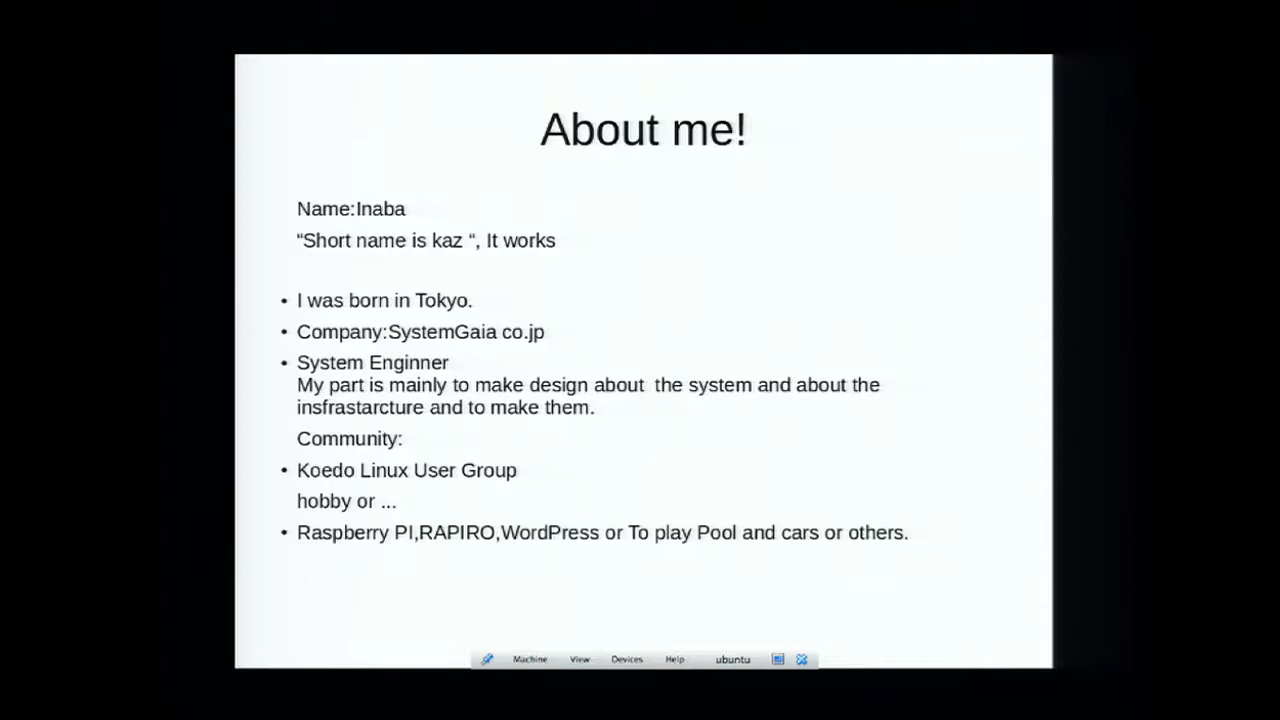 About me!
Name:Inaba
“Short name is kaz “, It works
• I was born in Tokyo.
• Company:SystemGaia co.jp
• System Enginner
My part is mainly to make design about  the system and about the
insfrastarcture and to make them.
Community:
• Koedo Linux User Group
hobby or ...
• Raspberry PI,RAPIRO,WordPress or To play Pool and cars or others.
Machine View Devices Help ubuntu